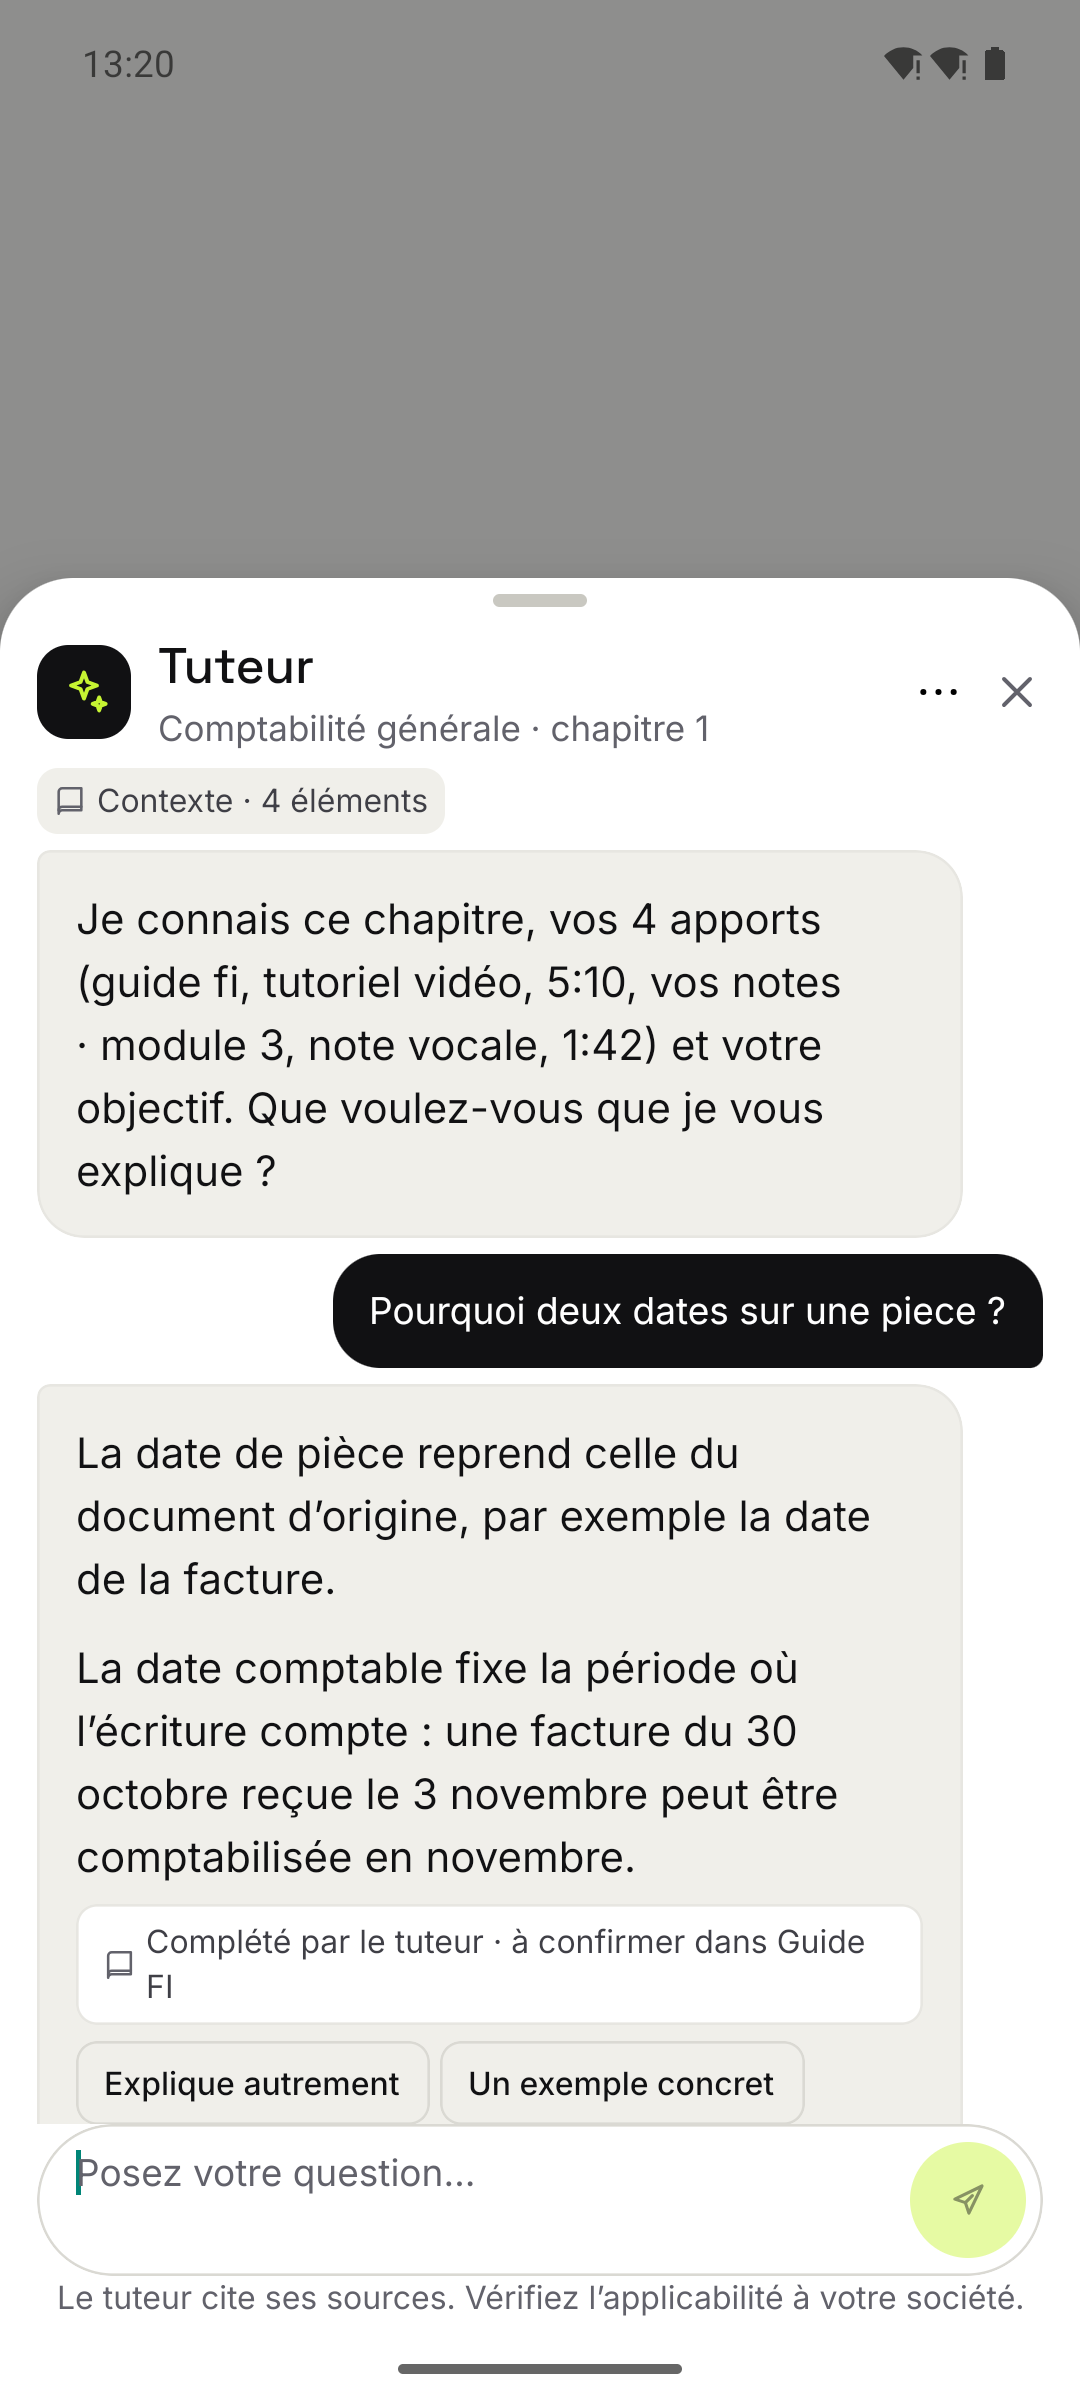 13:20
Tuteur
Comptabilité générale · chapitre 1
Contexte · 4 éléments
Je connais ce chapitre, vos 4 apports
(guide fi, tutoriel vidéo, 5:10, vos notes
· module 3, note vocale, 1:42) et votre
objectif. Que voulez-vous que je vous
explique ?
Pourquoi deux dates sur une piece ?
La date de pièce reprend celle du
document d’origine, par exemple la date
de la facture.
La date comptable fixe la période où
l’écriture compte : une facture du 30
octobre reçue le 3 novembre peut être
comptabilisée en novembre.
Complété par le tuteur · à confirmer dans Guide
FI
Explique autrement
Un exemple concret
Posez votre question...
Le tuteur cite ses sources. Vérifiez l’applicabilité à votre société.